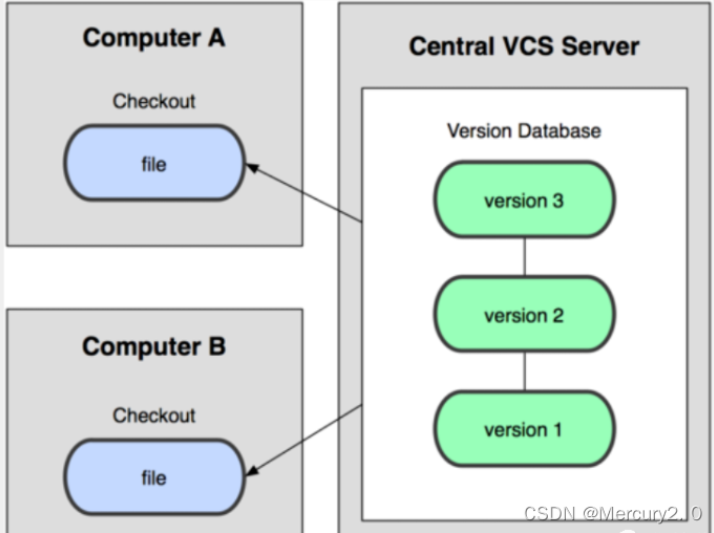 Computer A
Checkout
file
Computer B
Checkout
file
Central VCS Server
Version Database
version 3
version 2
version 1
CSDN @Mercury2.0